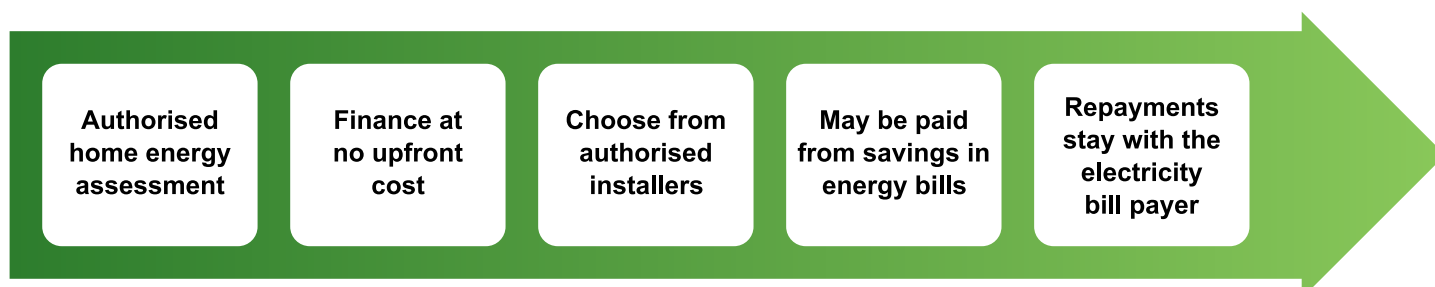 Authorised
home energy
assessment
Finance at
no upfront
cost
Choose from
authorised
installers
May be paid
from savings in
energy bills
Repayments
stay with the
electricity
bill payer